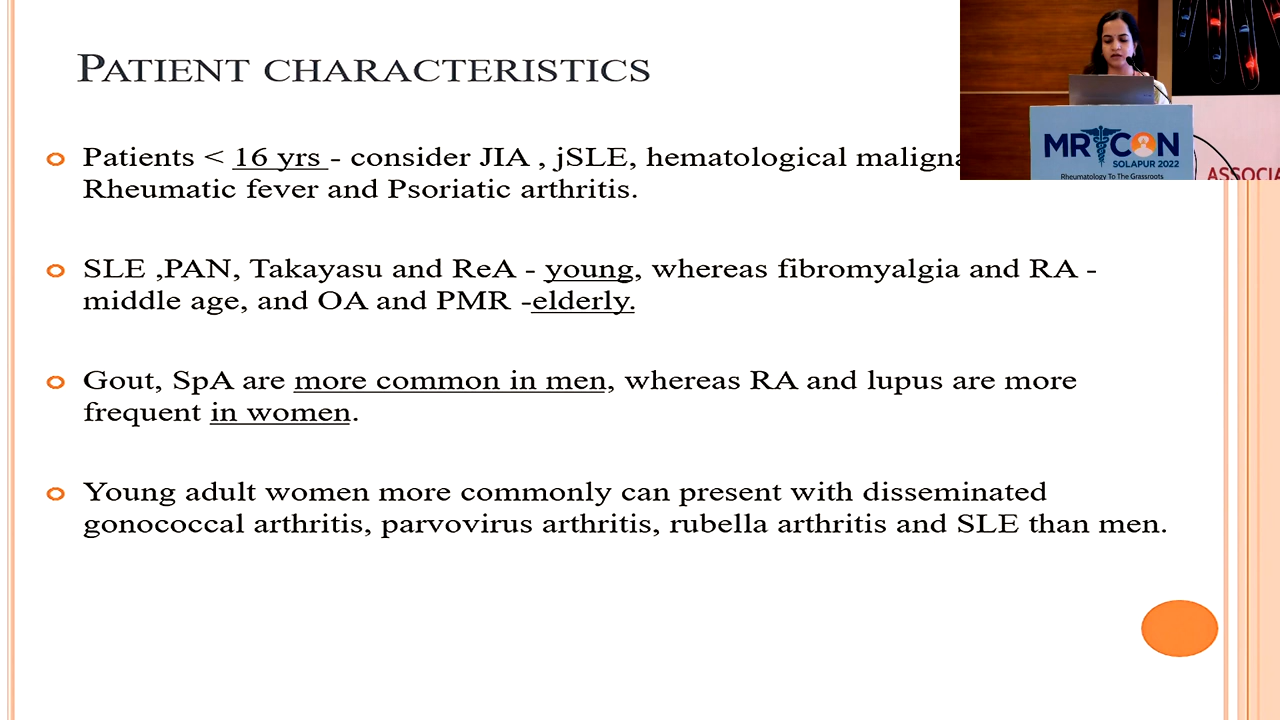 PATIENT CHARACTERISTICS
Patients < 16 yrs - consider JIA , jSLE, hematological
Rheumatic fever and Psoriatic arthritis.
SLE ,PAN, Takayasu and ReA - young, whereas fibromyalgia and RA -
middle age, and OA and PMR -elderly.
Gout, SpA are more common in men, whereas RA and lupus are more
frequent in women.
Young adult women more commonly can present with disseminated
gonococcal arthritis, parvovirus arthritis, rubella arthritis and SLE than men.
MR CON
SOLAPUR 2022
Rheumatology To The Grassroots